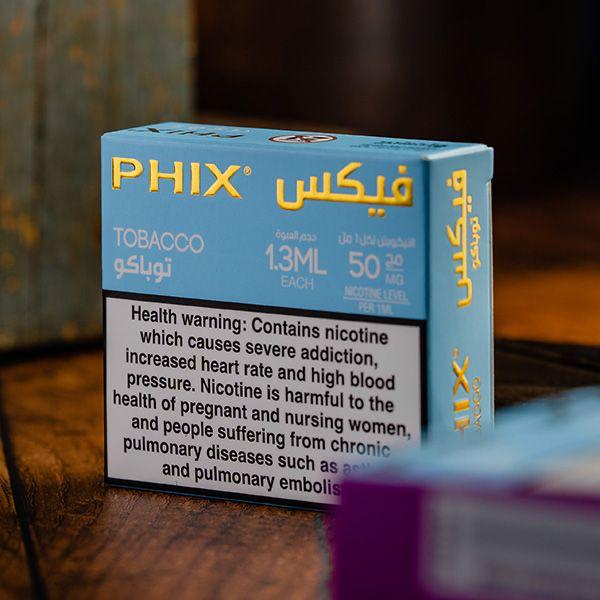 PHIX® فيكس
TOBACCO
توباكو
حجم العبوة
1.3ML
EACH
النيكوتين لكل 1 مل
50 مج
MG
NICOTINE LEVEL
PER 1ML
Health warning: Contains nicotine
which causes severe addiction,
increased heart rate and high blood
pressure. Nicotine is harmful to the
health of pregnant and nursing women,
and people suffering from chronic
pulmonary diseases such as
and pulmonary
فيكس
توباكو
PHIX®
PHIX